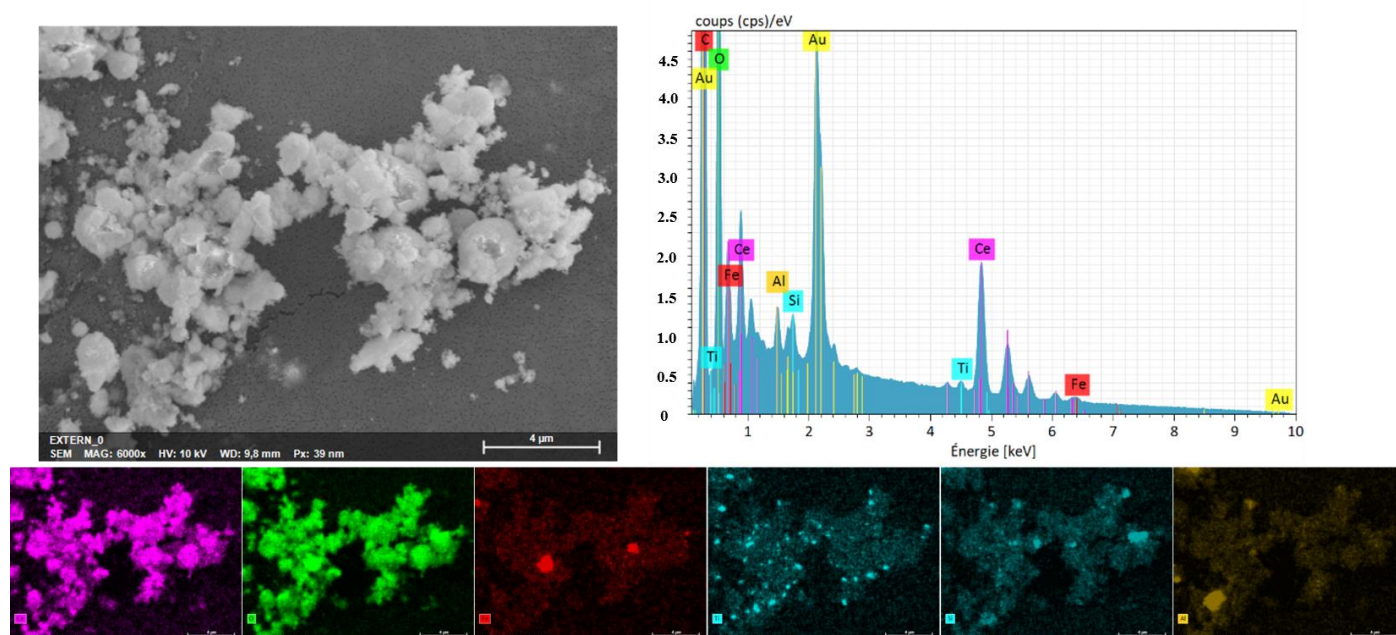 EXTERN_0
SEM MAG: 6000x HV: 10 kV WD: 9,8 mm Px: 39 nm
4 µm
coups (cps)/eV
4.5
4.0
3.5
3.0
2.5
2.0
1.5
1.0
0.5
0
C
O
Au
Au
Ce
Fe
Ti
Al
Si
Ti
Ce
Fe
Au
1 2 3 4 5 6 7 8 9 10
Énergie [keV]
O
Ti
Al